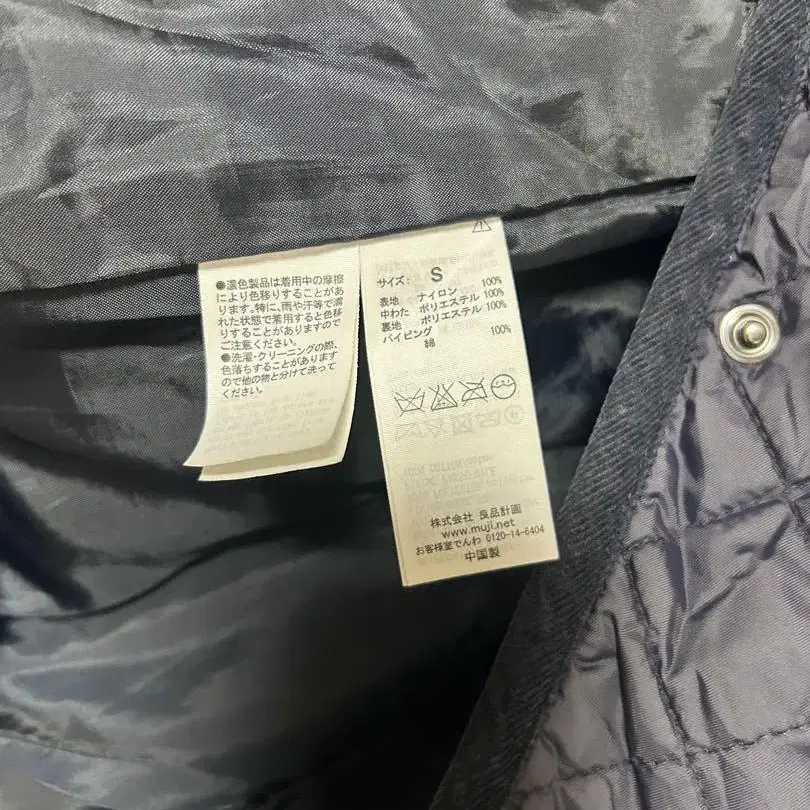 ●濃色製品は着用中の摩擦
により色移りすることがあ
ります。特に、雨や汗等で濡
れた状態で着用すると色移
りすることがありますので
ご注意ください。
●洗濯・クリーニングの際、
色落ちすることがあります
ので他の物と分けて洗って
ください。
サイズ: S
表地 ナイロン 100%
中わた ポリエステル 100%
裏地 ポリエステル 100%
パイピング
綿 100%
株式会社 良品計画
www.muji.net
お客様室でんわ 0120-14-6404
中国製